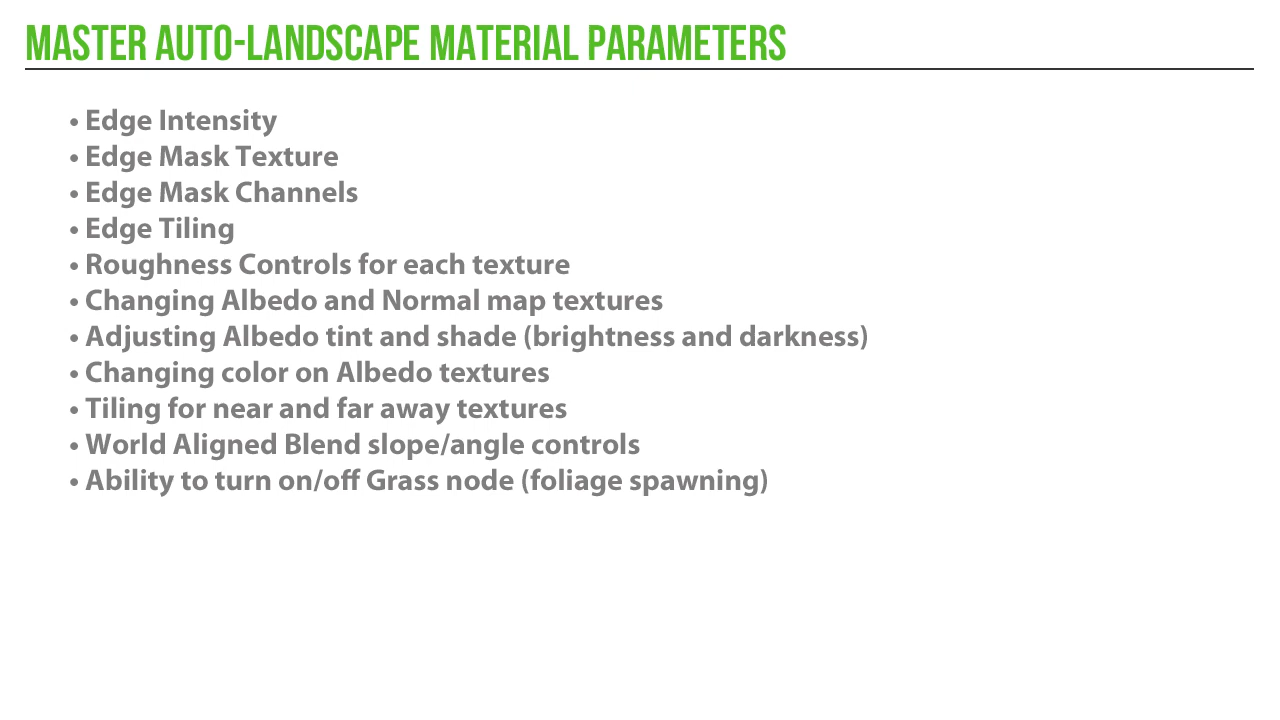 MASTER AUTO-LANDSCAPE MATERIAL PARAMETERS
• Edge Intensity
• Edge Mask Texture
• Edge Mask Channels
• Edge Tiling
• Roughness Controls for each texture
• Changing Albedo and Normal map textures
• Adjusting Albedo tint and shade (brightness and darkness)
• Changing color on Albedo textures
• Tiling for near and far away textures
• World Aligned Blend slope/angle controls
• Ability to turn on/off Grass node (foliage spawning)